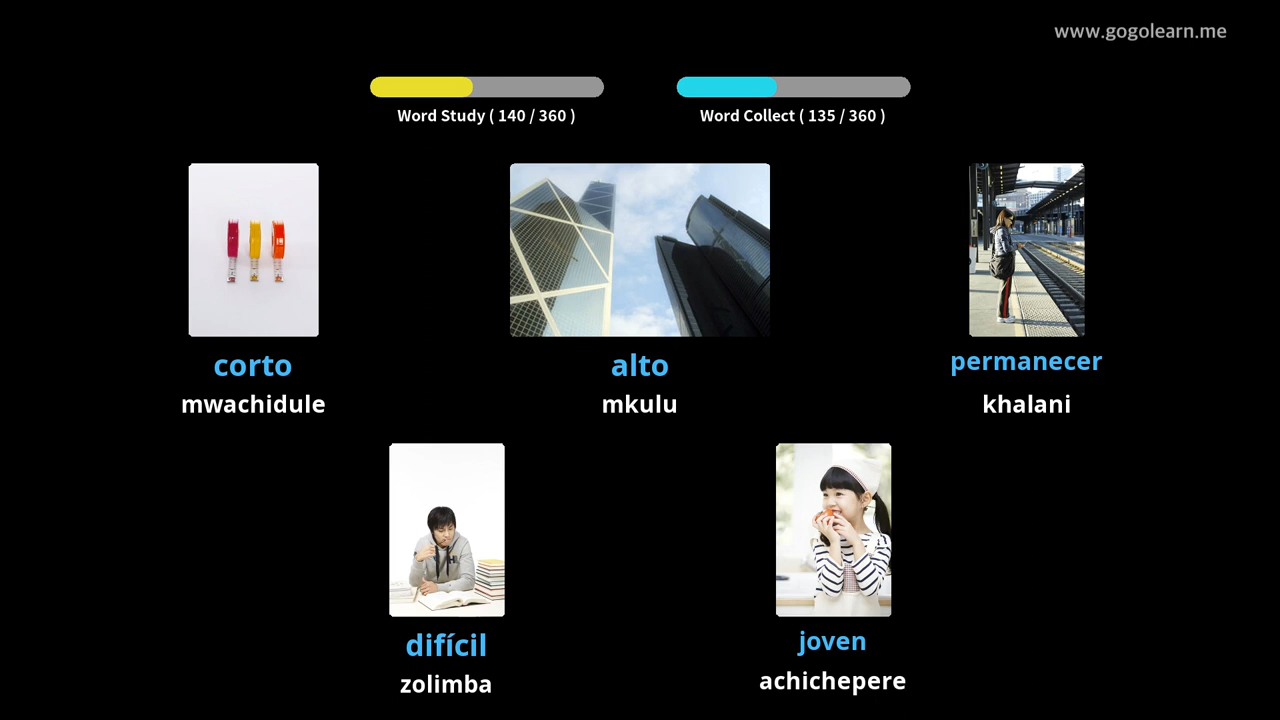 www.gogolearn.me
Word Study ( 140 / 360 )
Word Collect ( 135 / 360 )
corto
mwachidule
alto
mkulu
permanecer
khalani
difícil
zolimba
joven
achichepere